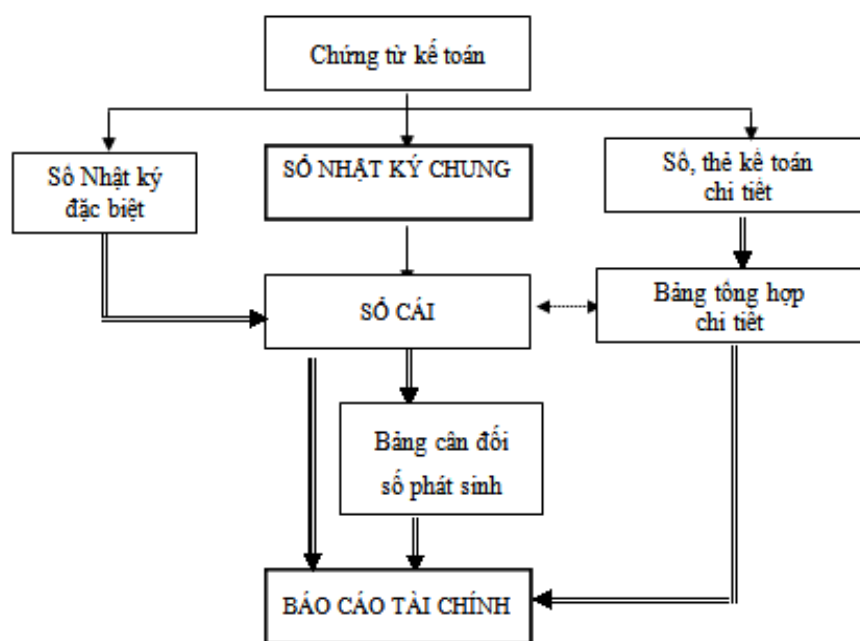 Chứng từ kế toán
Sổ Nhật ký
đặc biệt
SỔ NHẬT KÝ CHUNG
Sổ, thẻ kế toán
chi tiết
SỔ CÁI
Bảng tổng hợp
chi tiết
Bảng cân đối
số phát sinh
BÁO CÁO TÀI CHÍNH